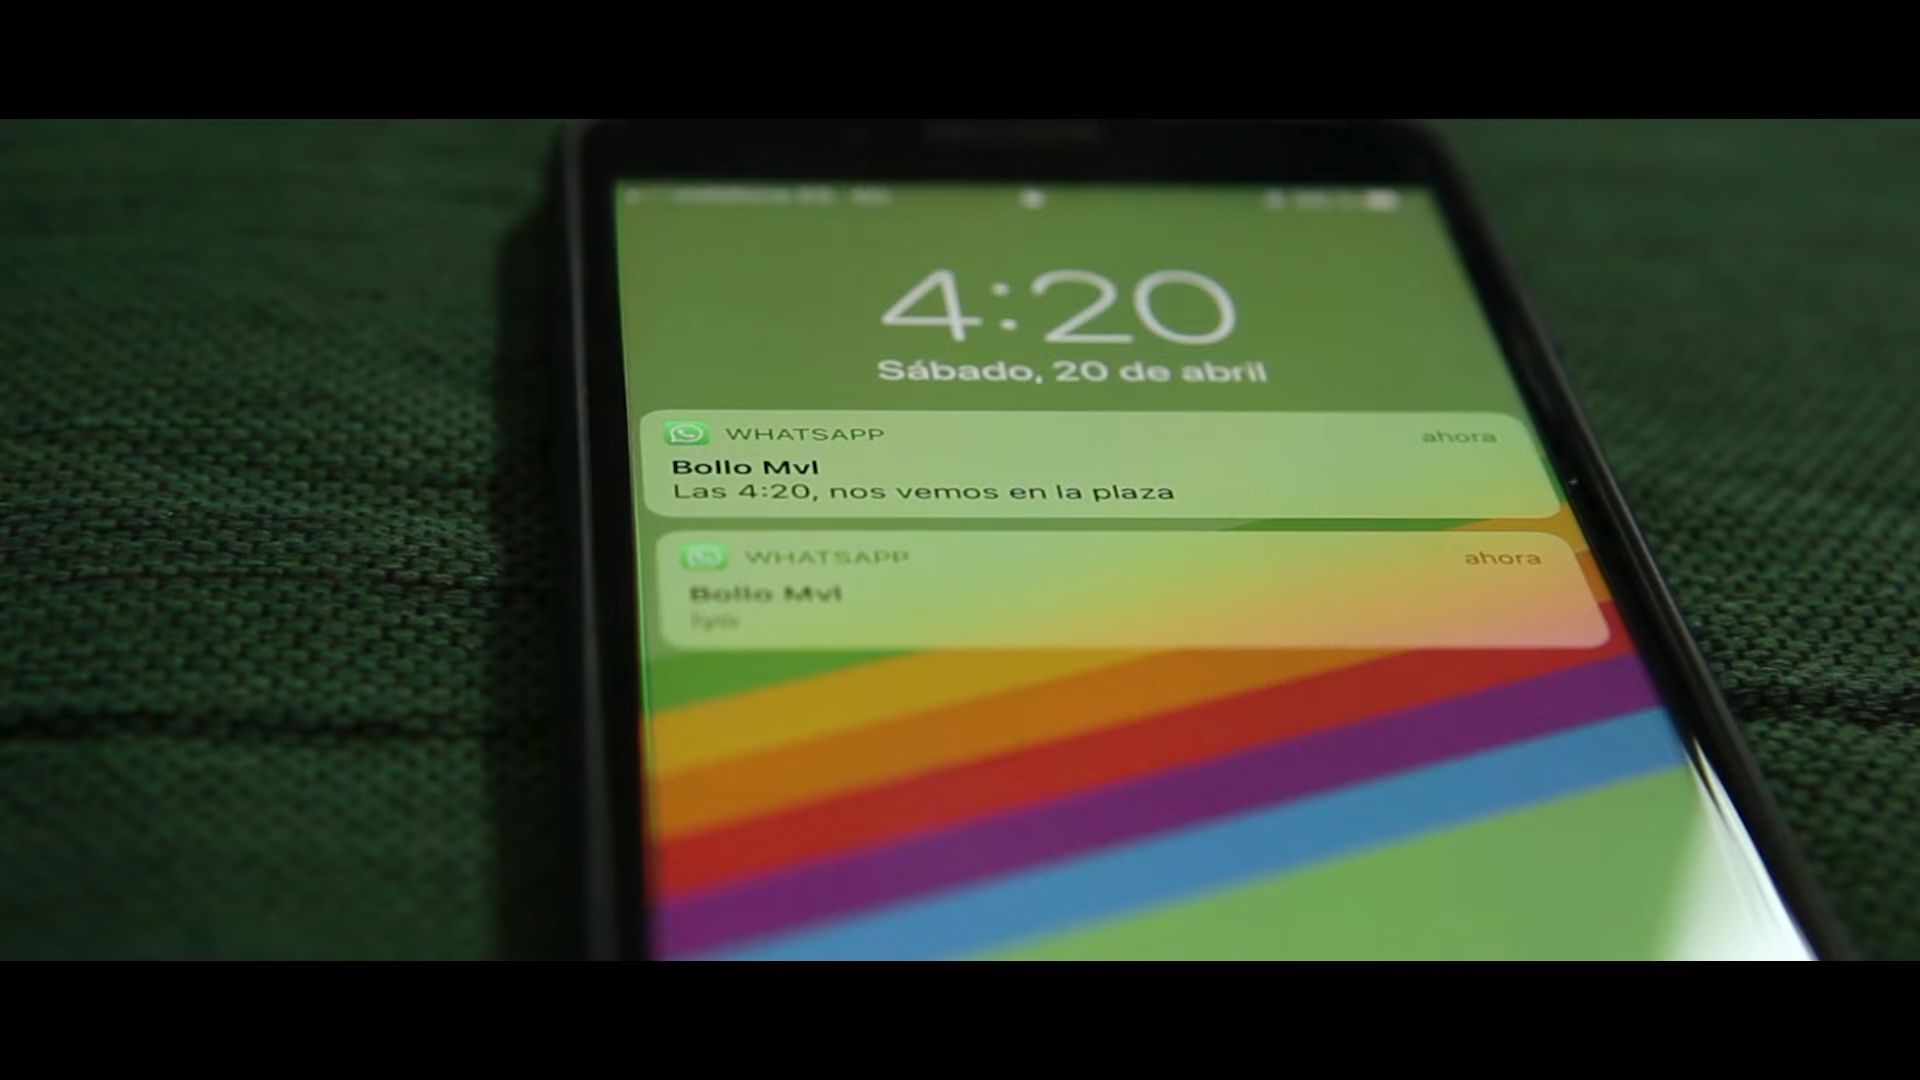 4:20
Sábado, 20 de abril
WHATSAPP
ahora
Bollo Mvl
Las 4:20, nos vemos en la plaza
WHATSAPP
ahora
Bollo Mvl